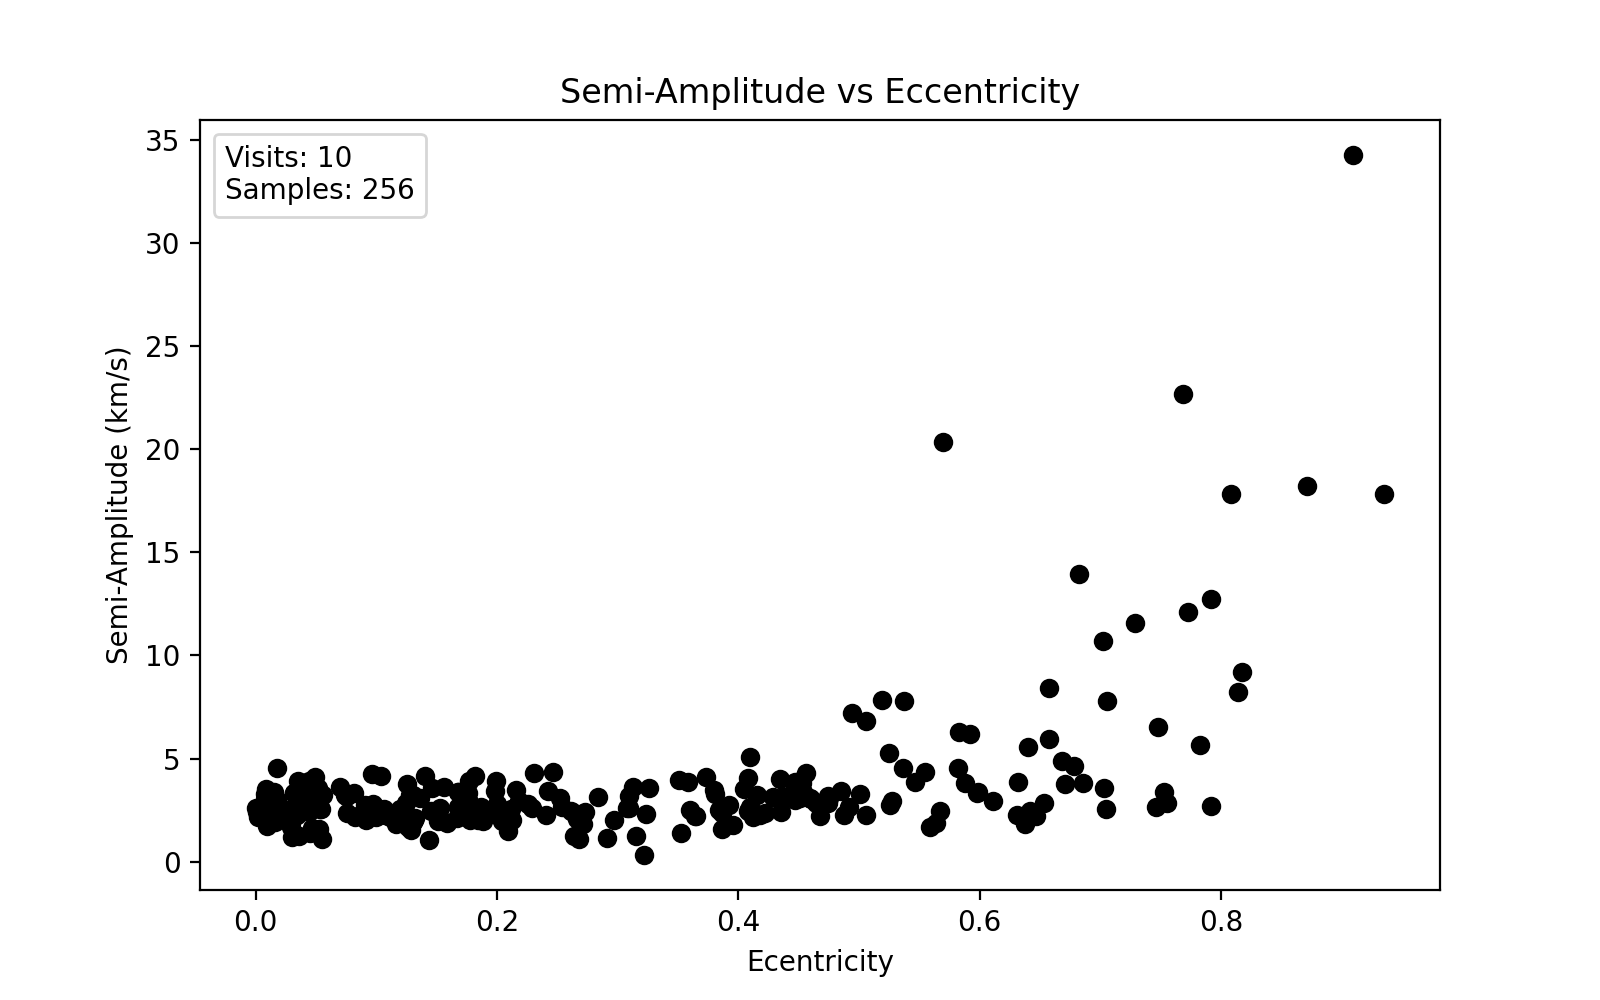 Semi-Amplitude vs Eccentricity
Visits: 10
Samples: 256
35
30
25
20
15
10
5
0
Semi-Amplitude (km/s)
0.0 0.2 0.4 0.6 0.8
Ecentricity